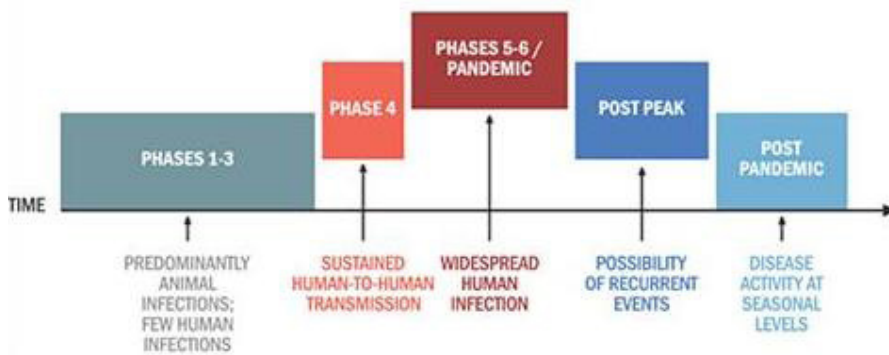 PHASES 5-6 /
PANDEMIC
PHASE 4
POST PEAK
PHASES 1-3
POST
PANDEMIC
TIME
PREDOMINANTLY
ANIMAL
INFECTIONS;
FEW HUMAN
INFECTIONS
SUSTAINED
HUMAN-TO-HUMAN
TRANSMISSION
WIDESPREAD
HUMAN
INFECTION
POSSIBILITY
OF RECURRENT
EVENTS
DISEASE
ACTIVITY AT
SEASONAL
LEVELS